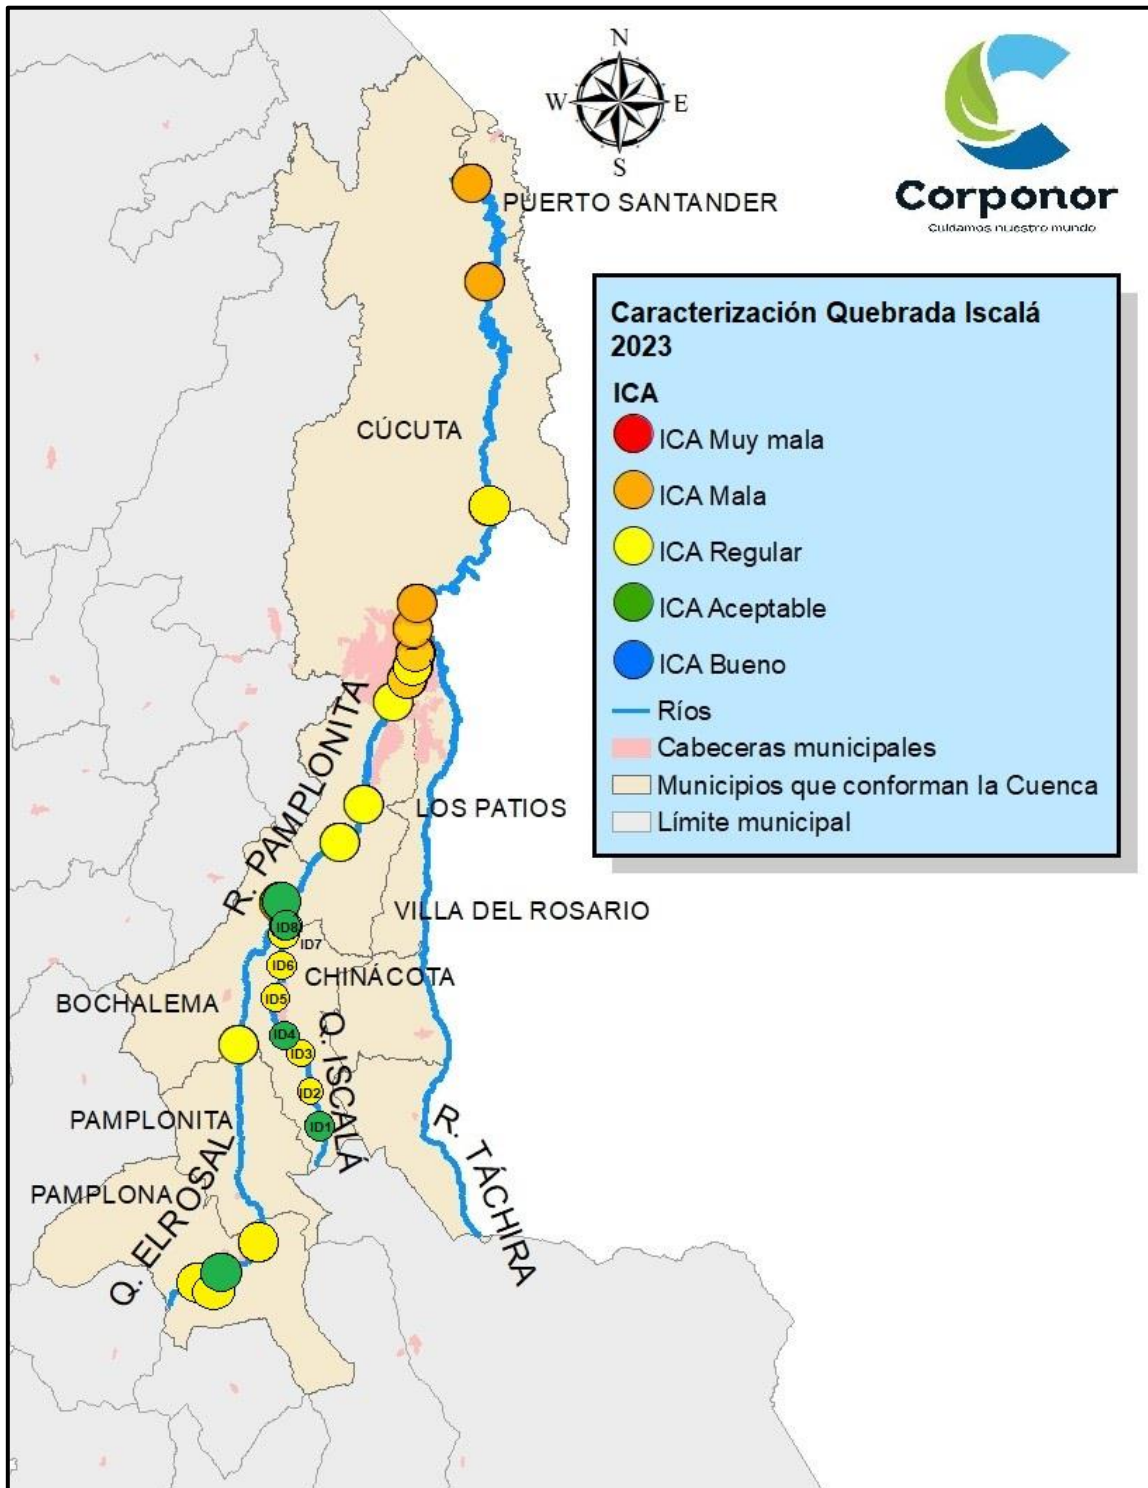 N
W
E
S
Corponor
Cuidamos nuestro mundo
PUERTO SANTANDER
Caracterización Quebrada Iscalá
2023
ICA
ICA Muy mala
ICA Mala
ICA Regular
ICA Aceptable
ICA Bueno
Ríos
Cabeceras municipales
Municipios que conforman la Cuenca
Límite municipal
CÚCUTA
R. PAMPLONITA
LOS PATIOS
VILLA DEL ROSARIO
ID8
ID7
ID6
CHINÁCOTA
ID5
BOCHALEMA
ID4
ID3
Q. ISCALÁ
ID2
ID1
PAMPLONITA
R. TÁCHIRA
PAMPLONA
Q. ELROSAL